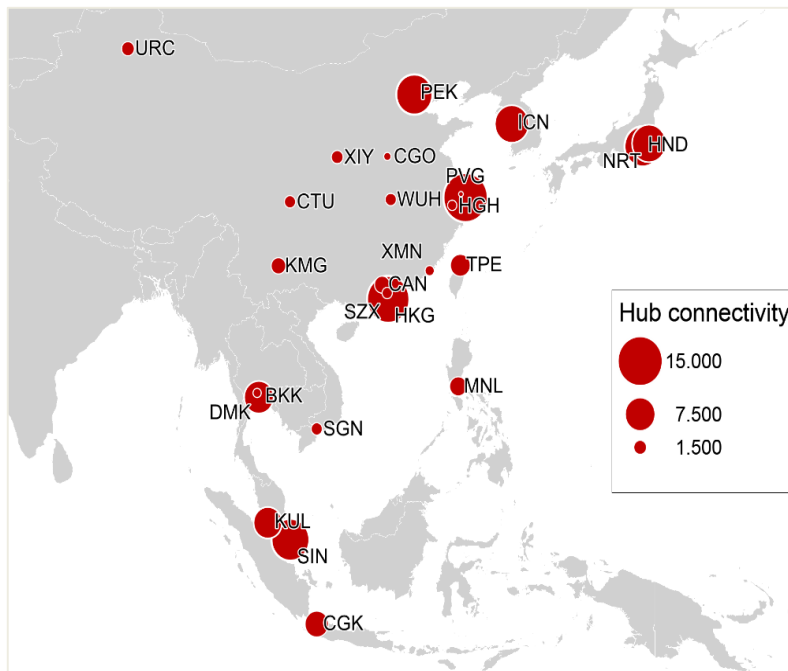 URC
PEK
ICN
HND
NRT
XIY
CGO
PVG
CTU
WUH
HGH
XMN
KMG
TPE
CAN
SZX
HKG
Hub connectivity
15.000
7.500
1.500
MNL
BKK
DMK
SGN
KUL
SIN
CGK